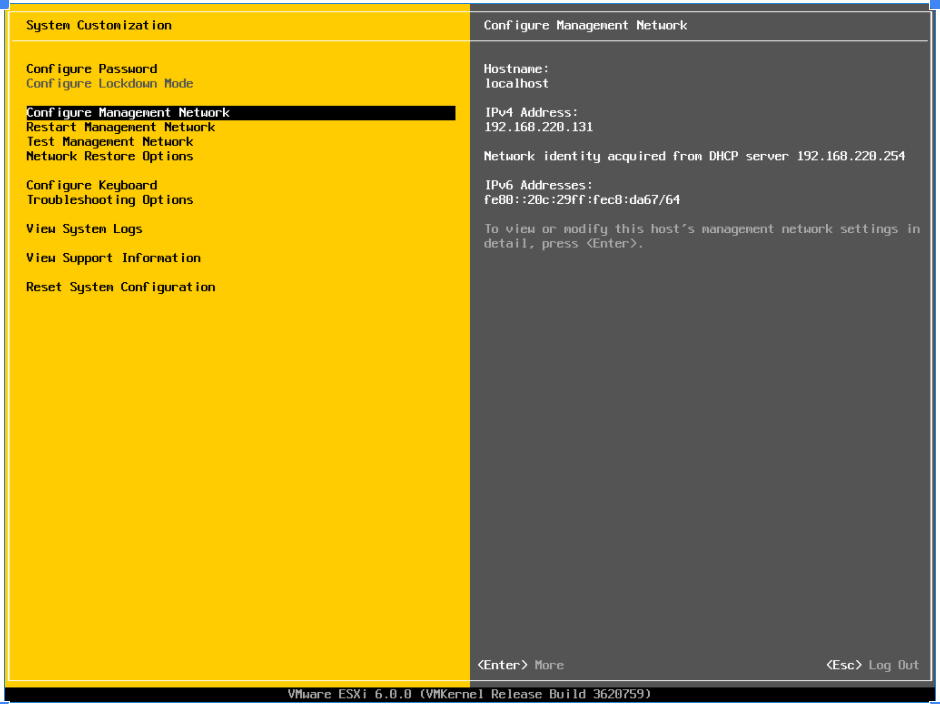 System Customization
Configure Password
Configure Lockdown Mode
Configure Management Network
Restart Management Network
Test Management Network
Network Restore Options
Configure Keyboard
Troubleshooting Options
View System Logs
View Support Information
Reset System Configuration
Configure Management Network
Hostname:
localhost
IPv4 Address:
192.168.220.131
Network identity acquired from DHCP server 192.168.220.254
IPv6 Addresses:
fe80::20c:29ff:fec8:da67/64
To view or modify this host's management network settings in
detail, press <Enter>.
<Enter> More
<Esc> Log Out
VMware ESXi 6.0.0 (VMKernel Release Build 3620759)